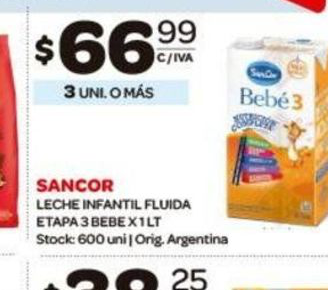 $66.99
C/IVA
3 UNI. O MÁS
SanCor
Bebé 3
SANCOR
LECHE INFANTIL FLUIDA
ETAPA 3 BEBE X 1 LT
Stock: 600 uni | Orig. Argentina
$38.25